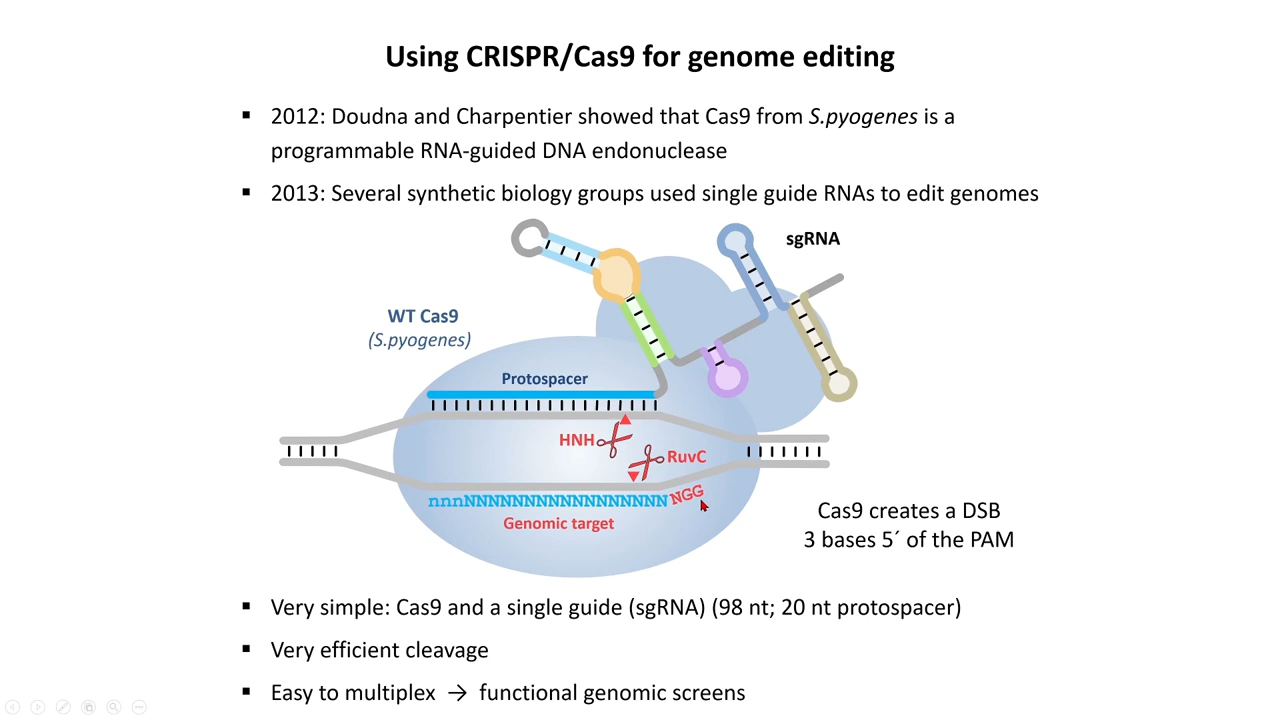 Using CRISPR/Cas9 for genome editing
▪ 2012: Doudna and Charpentier showed that Cas9 from S.pyogenes is a
programmable RNA-guided DNA endonuclease
▪ 2013: Several synthetic biology groups used single guide RNAs to edit genomes
sgRNA
WT Cas9
(S.pyogenes)
Protospacer
HNH
RuvC
nnnNNNNNNNNNNNNNNNNN NGG
Genomic target
Cas9 creates a DSB
3 bases 5´ of the PAM
▪ Very simple: Cas9 and a single guide (sgRNA) (98 nt; 20 nt protospacer)
▪ Very efficient cleavage
▪ Easy to multiplex → functional genomic screens